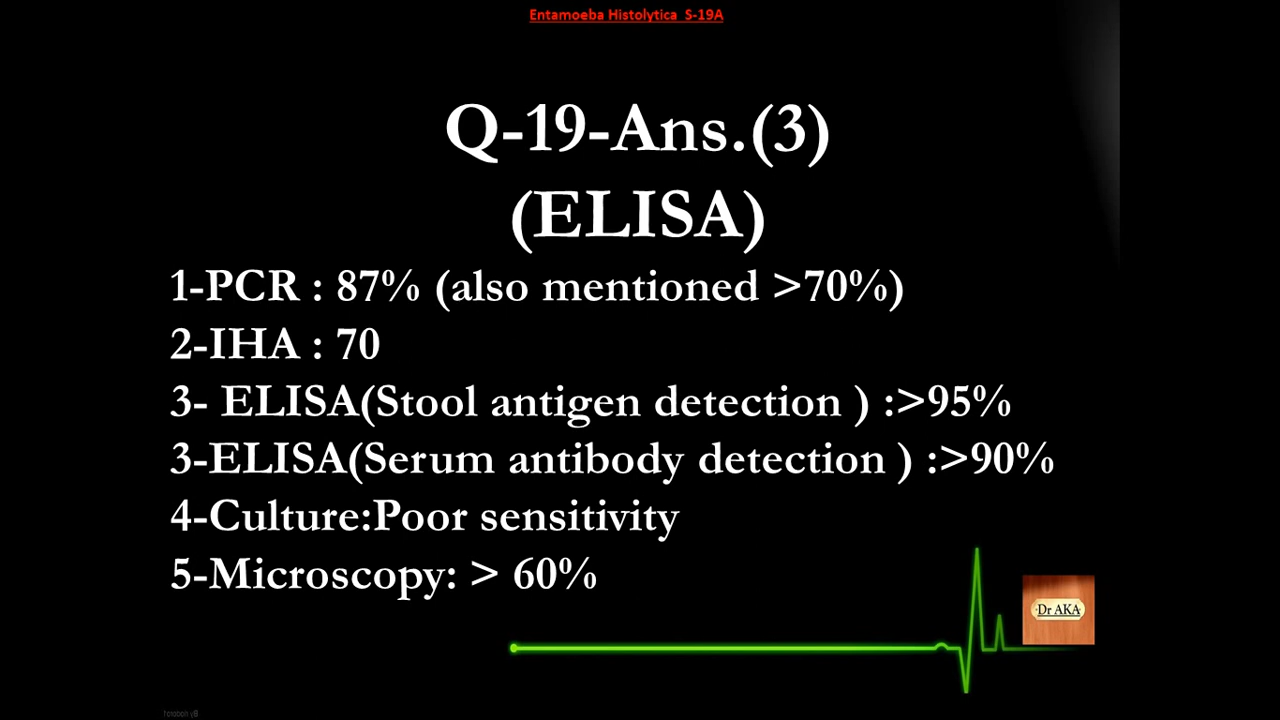 Entamoeba Histolytica S-19A
Q-19-Ans.(3)
(ELISA)
1-PCR : 87% (also mentioned >70%)
2-IHA : 70
3- ELISA(Stool antigen detection ) :>95%
3-ELISA(Serum antibody detection ) :>90%
4-Culture:Poor sensitivity
5-Microscopy: > 60%
Dr AKA